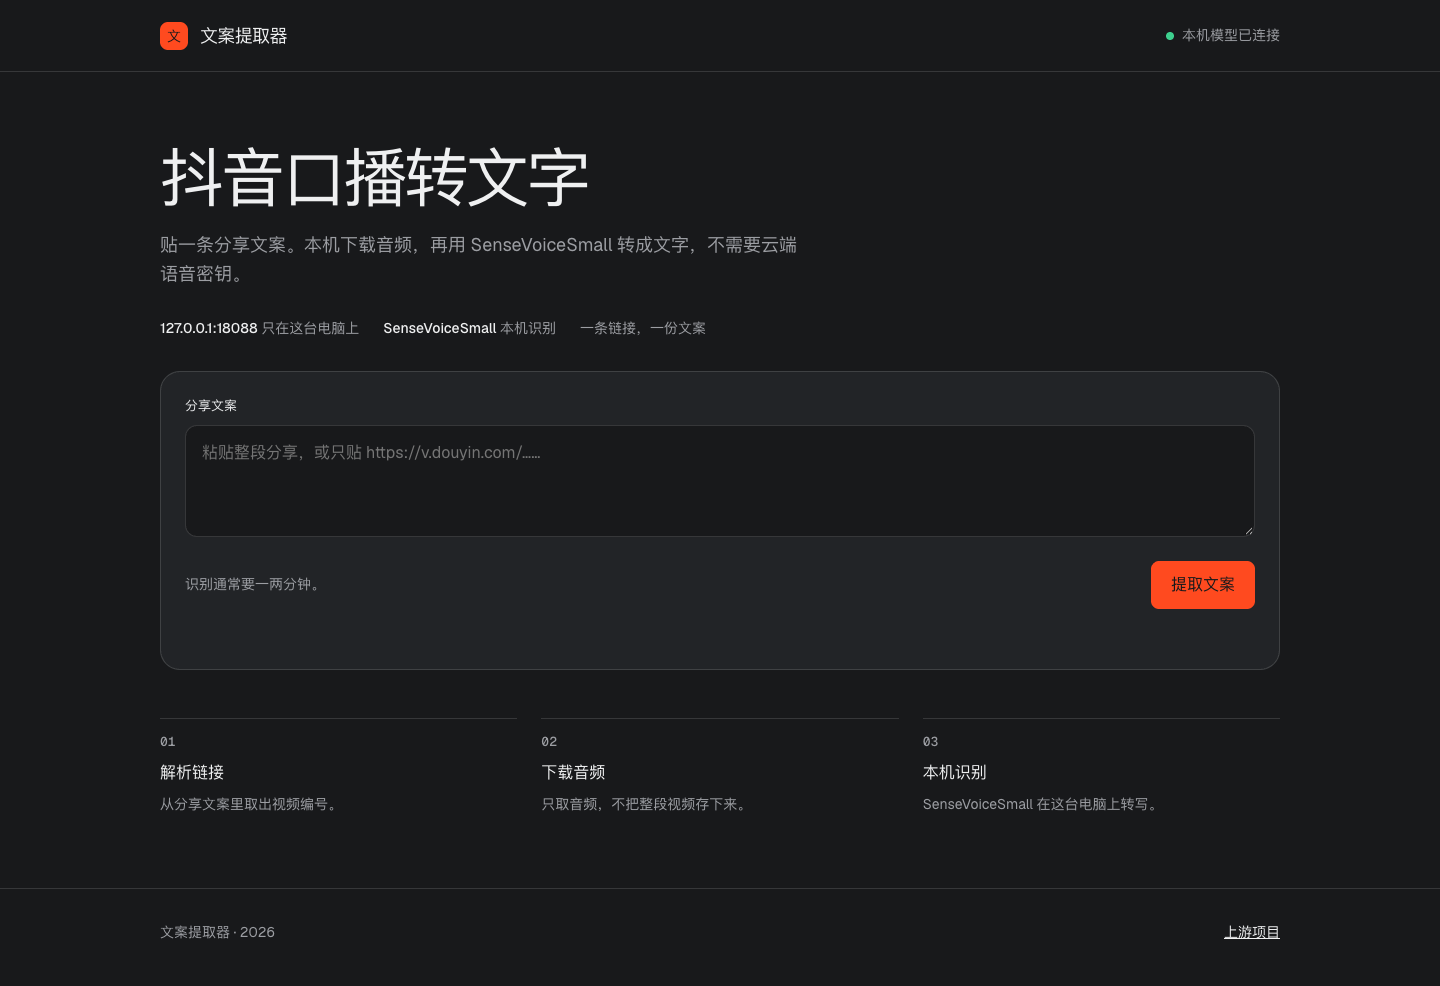 文
文案提取器
本机模型已连接
抖音口播转文字
贴一条分享文案。本机下载音频，再用 SenseVoiceSmall 转成文字，不需要云端
语音密钥。
127.0.0.1:18088 只在这台电脑上
SenseVoiceSmall 本机识别
一条链接，一份文案
分享文案
粘贴整段分享，或只贴 https://v.douyin.com/……
识别通常要一两分钟。
提取文案
01
解析链接
从分享文案里取出视频编号。
02
下载音频
只取音频，不把整段视频存下来。
03
本机识别
SenseVoiceSmall 在这台电脑上转写。
文案提取器 · 2026
上游项目